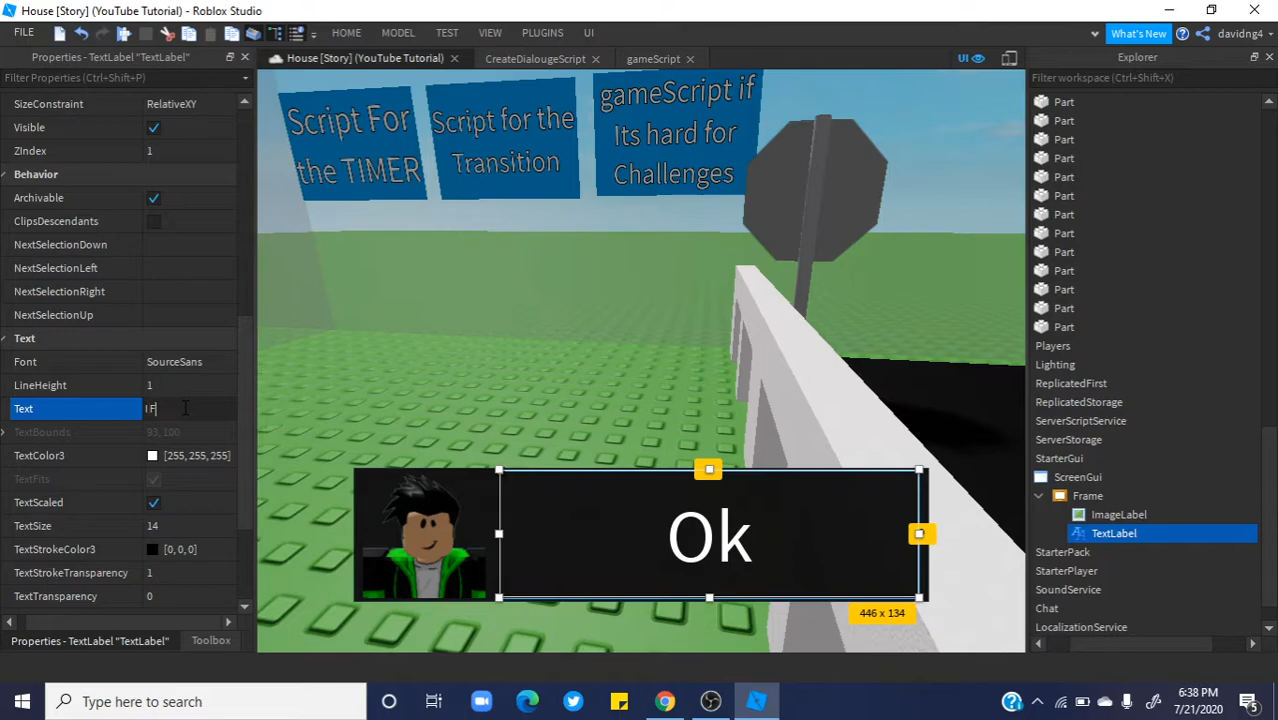 House [Story] (YouTube Tutorial) - Roblox Studio
FILE
HOME
MODEL
TEST
VIEW
PLUGINS
UI
What's New
davidng4
Properties - TextLabel "TextLabel"
House [Story] (YouTube Tutorial)
CreateDialougeScript
gameScript
UI
Explorer
Filter Properties (Ctrl+Shift+P)
Filter workspace (Ctrl+Shift+X)
SizeConstraint RelativeXY
Visible
ZIndex 1
Behavior
Archivable
ClipsDescendants
NextSelectionDown
NextSelectionLeft
NextSelectionRight
NextSelectionUp
Text
Font SourceSans
LineHeight 1
Text I F
TextBounds 93, 100
TextColor3 [255, 255, 255]
TextFits
TextScaled
TextSize 14
TextStrokeColor3 [0, 0, 0]
TextStrokeTransparency 1
TextTransparency 0
Properties - TextLabel "TextLabel"
Toolbox
Script For
the TIMER
Script for the
Transition
gameScript if
Its hard for
Challenges
Ok
446 x 134
Part
Part
Part
Part
Part
Part
Part
Part
Part
Part
Part
Part
Part
Players
Lighting
ReplicatedFirst
ReplicatedStorage
ServerScriptService
ServerStorage
StarterGui
ScreenGui
Frame
ImageLabel
TextLabel
StarterPack
StarterPlayer
SoundService
Chat
LocalizationService
Type here to search
6:38 PM
7/21/2020
5